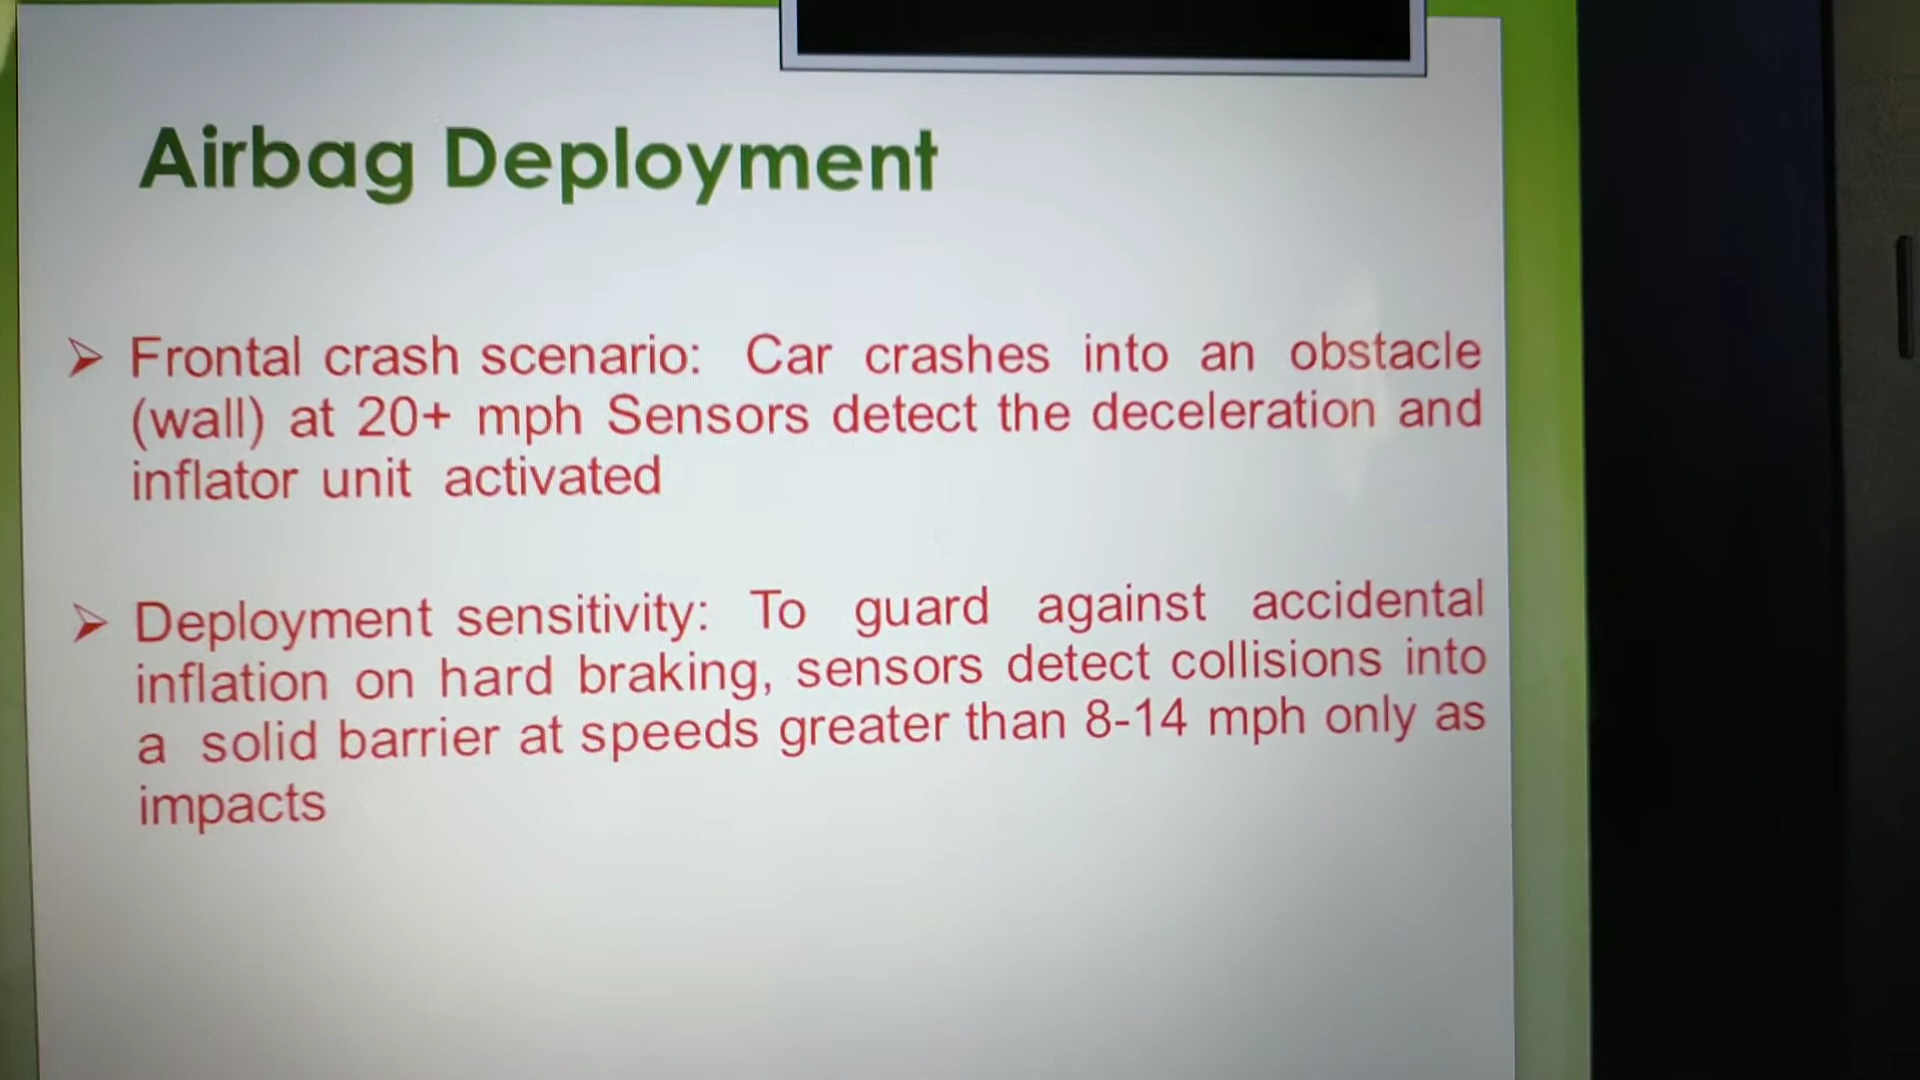 Airbag Deployment
Frontal crash scenario: Car crashes into an obstacle
(wall) at 20+ mph Sensors detect the deceleration and
inflator unit activated
Deployment sensitivity: To guard against accidental
inflation on hard braking, sensors detect collisions into
a solid barrier at speeds greater than 8-14 mph only as
impacts